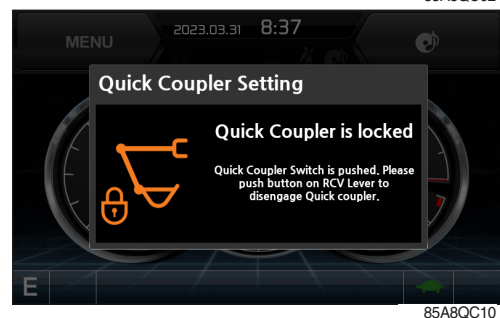 MENU
2023.03.31 8:37
Quick Coupler Setting
Quick Coupler is locked
Quick Coupler Switch is pushed. Please
push button on RCV Lever to
disengage Quick coupler.
E
85A8QC10